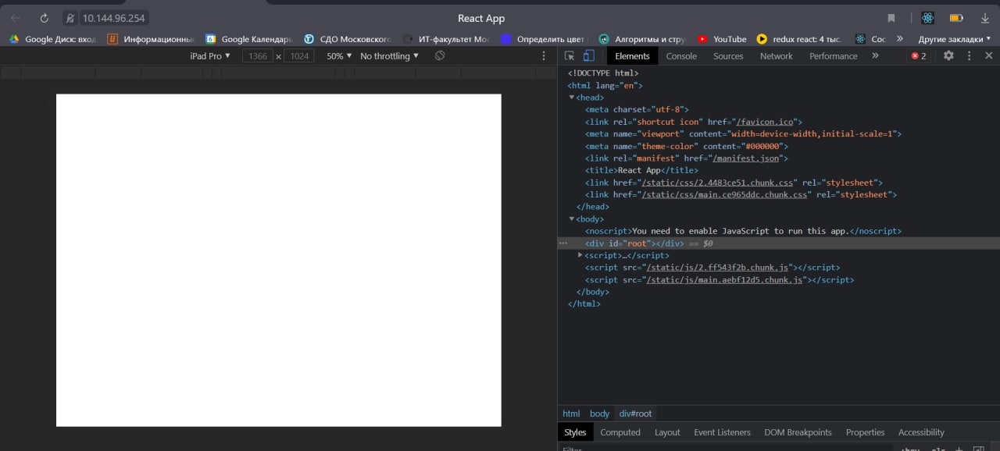 10.144.96.254 React App
Google Диск: вход Информационные Google Календарь СДО Московского ИТ-факультет Мос Определить цвет Алгоритмы и стру YouTube redux react: 4 тыс. Сос » Другие закладки
iPad Pro ▼ 1366 × 1024 50% ▼ No throttling ▼
Elements Console Sources Network Performance » 2
<!DOCTYPE html>
<html lang="en">
▼<head>
<meta charset="utf-8">
<link rel="shortcut icon" href="/favicon.ico">
<meta name="viewport" content="width=device-width,initial-scale=1">
<meta name="theme-color" content="#000000">
<link rel="manifest" href="/manifest.json">
<title>React App</title>
<link href="/static/css/2.4483ce51.chunk.css" rel="stylesheet">
<link href="/static/css/main.ce965ddc.chunk.css" rel="stylesheet">
</head>
▼<body>
<noscript>You need to enable JavaScript to run this app.</noscript>
<div id="root"></div> == $0
▶<script>…</script>
<script src="/static/js/2.ff543f2b.chunk.js"></script>
<script src="/static/js/main.aebf12d5.chunk.js"></script>
</body>
</html>
html body div#root
Styles Computed Layout Event Listeners DOM Breakpoints Properties Accessibility
Filter :hov .cls +